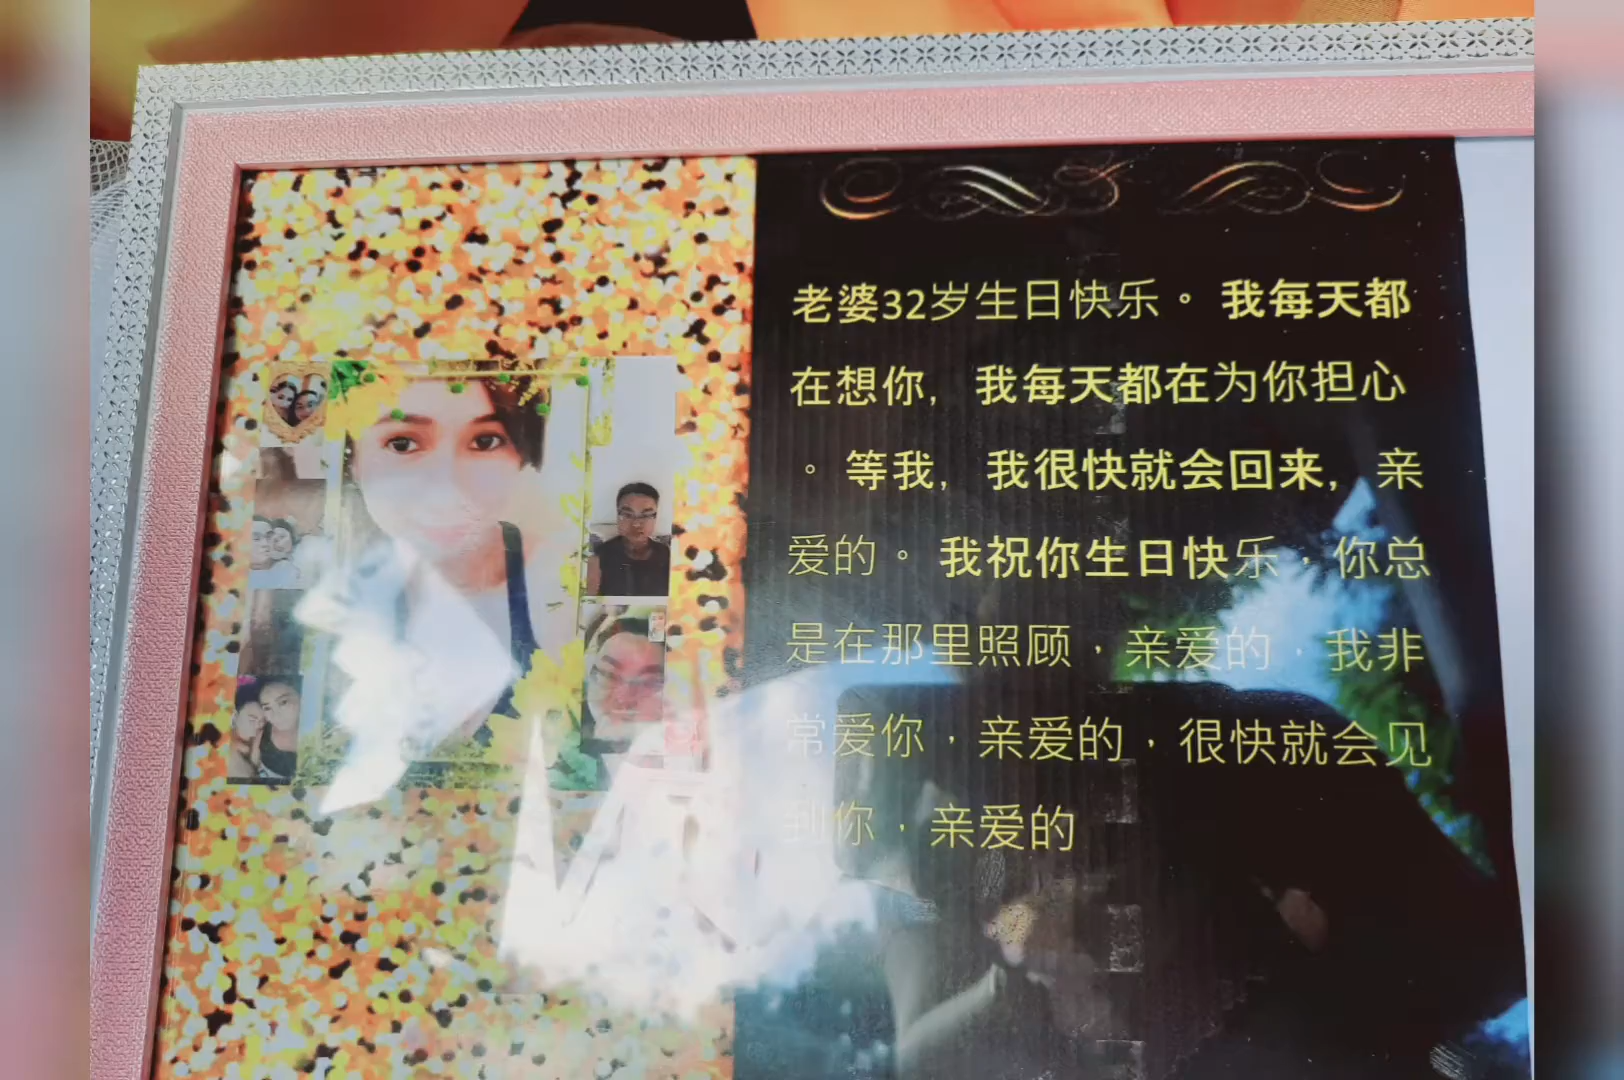 老婆32岁生日快乐。 我每天都
在想你, 我每天都在为你担心
。等我, 我很快就会回来, 亲
爱的。 我祝你生日快乐,你总
是在那里照顾,亲爱的,我非
常爱你,亲爱的,很快就会见
到你,亲爱的